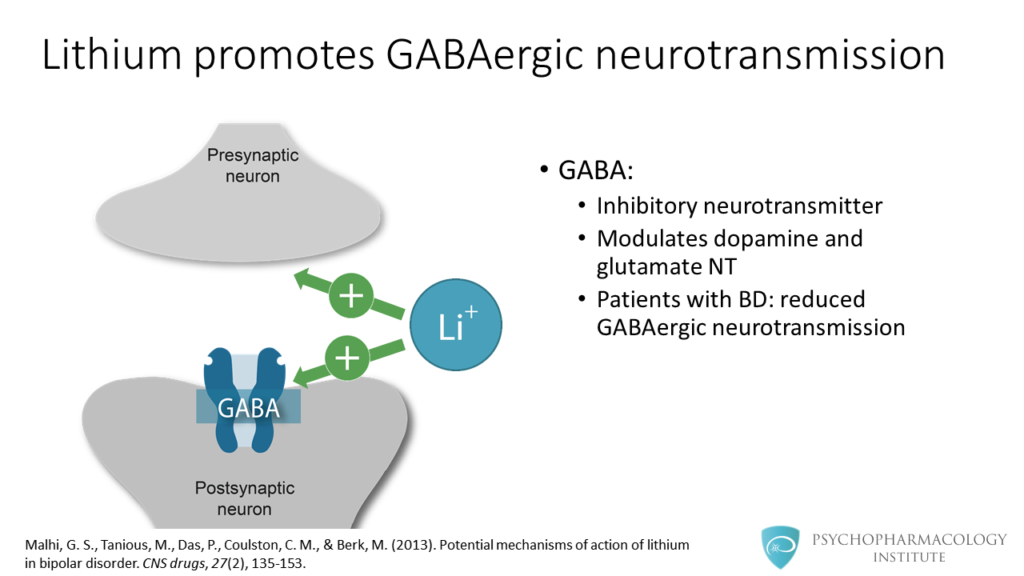 Lithium promotes GABAergic neurotransmission
Presynaptic
neuron
• GABA:
• Inhibitory neurotransmitter
• Modulates dopamine and
glutamate NT
• Patients with BD: reduced
GABAergic neurotransmission
+
Li+
+
GABA
Postsynaptic
neuron
Malhi, G. S., Tanious, M., Das, P., Coulston, C. M., & Berk, M. (2013). Potential mechanisms of action of lithium
in bipolar disorder. CNS drugs, 27(2), 135-153.
PSYCHOPHARMACOLOGY
INSTITUTE